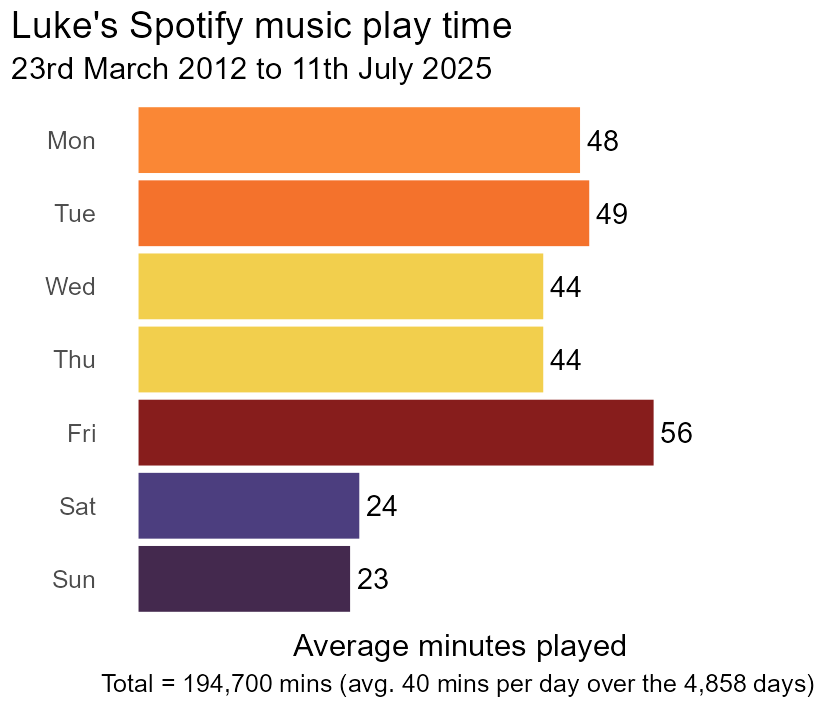 Luke's Spotify music play time
23rd March 2012 to 11th July 2025
Mon 48
Tue 49
Wed 44
Thu 44
Fri 56
Sat 24
Sun 23
Average minutes played
Total = 194,700 mins (avg. 40 mins per day over the 4,858 days)